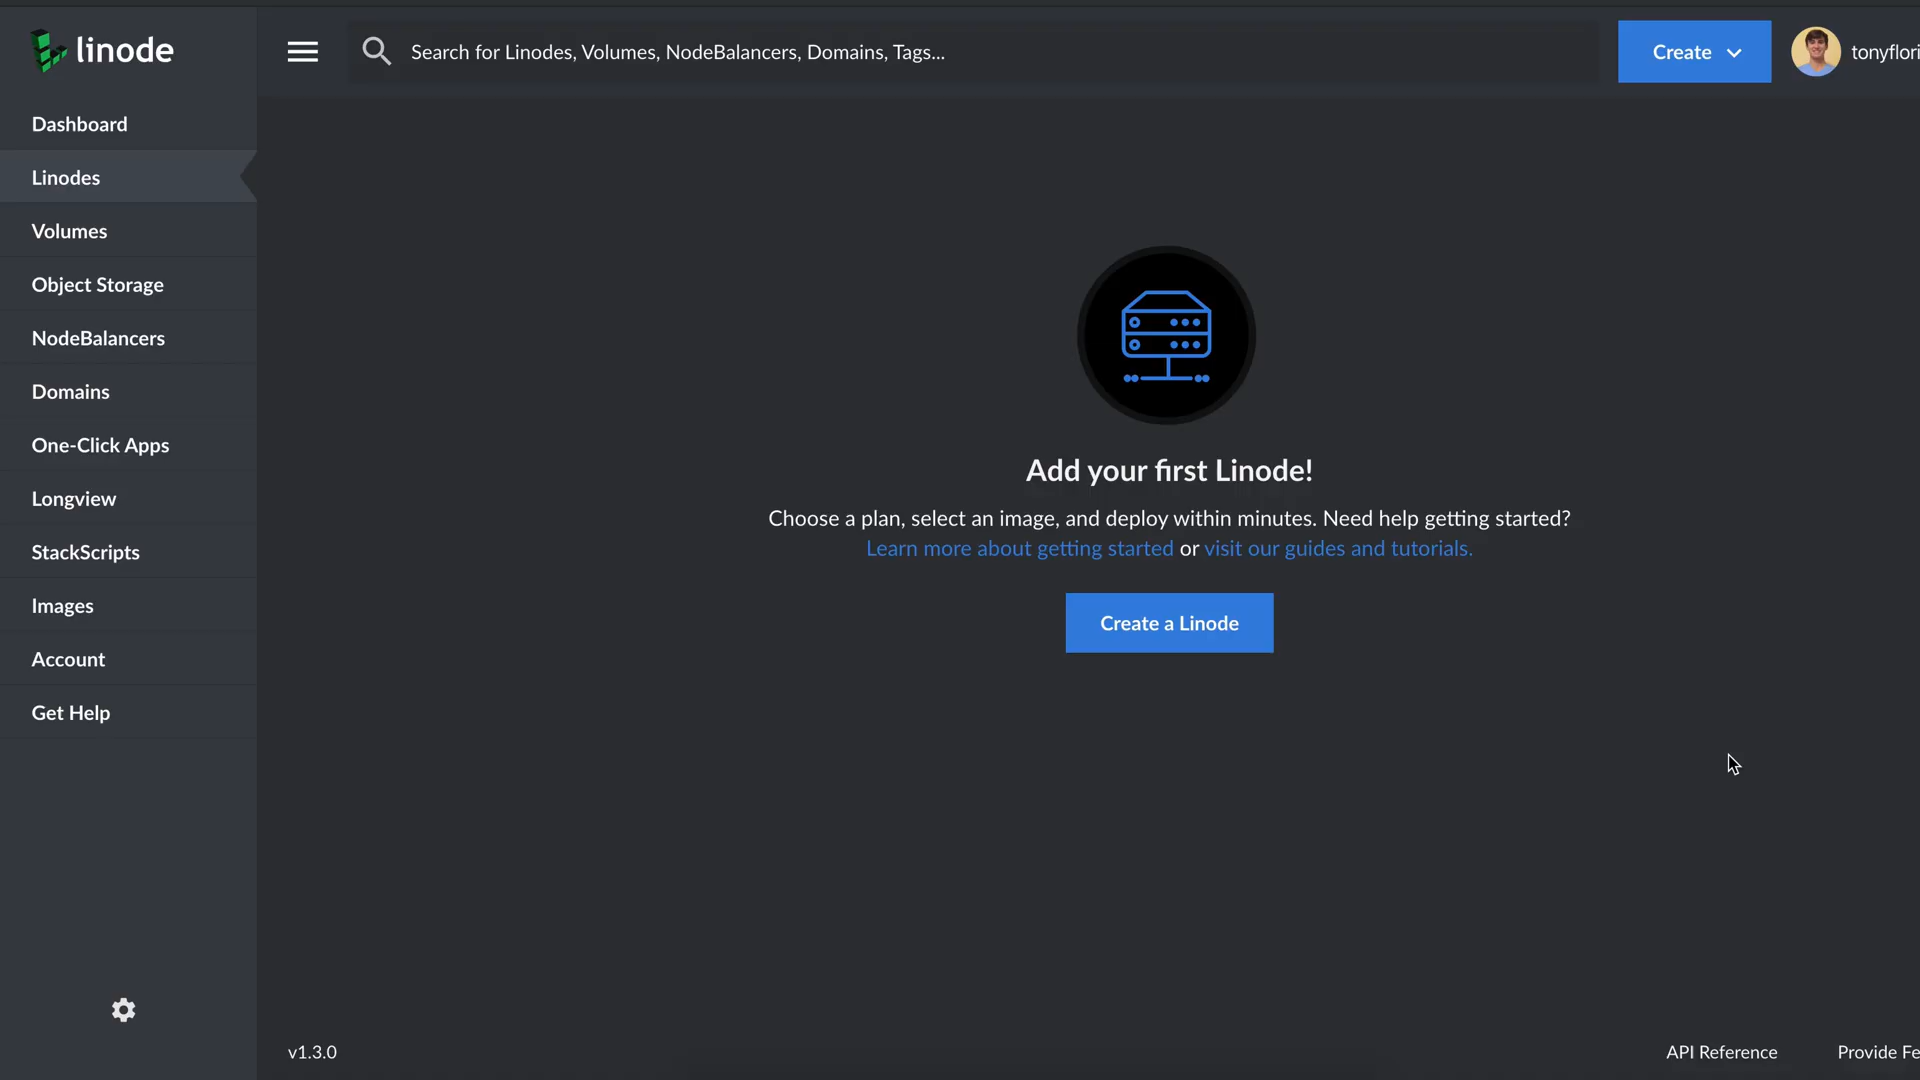 linode
Search for Linodes, Volumes, NodeBalancers, Domains, Tags...
Create
tonyflori
Dashboard
Linodes
Volumes
Object Storage
NodeBalancers
Domains
One-Click Apps
Longview
StackScripts
Images
Account
Get Help
Add your first Linode!
Choose a plan, select an image, and deploy within minutes. Need help getting started?
Learn more about getting started or visit our guides and tutorials.
Create a Linode
v1.3.0
API Reference
Provide Fe